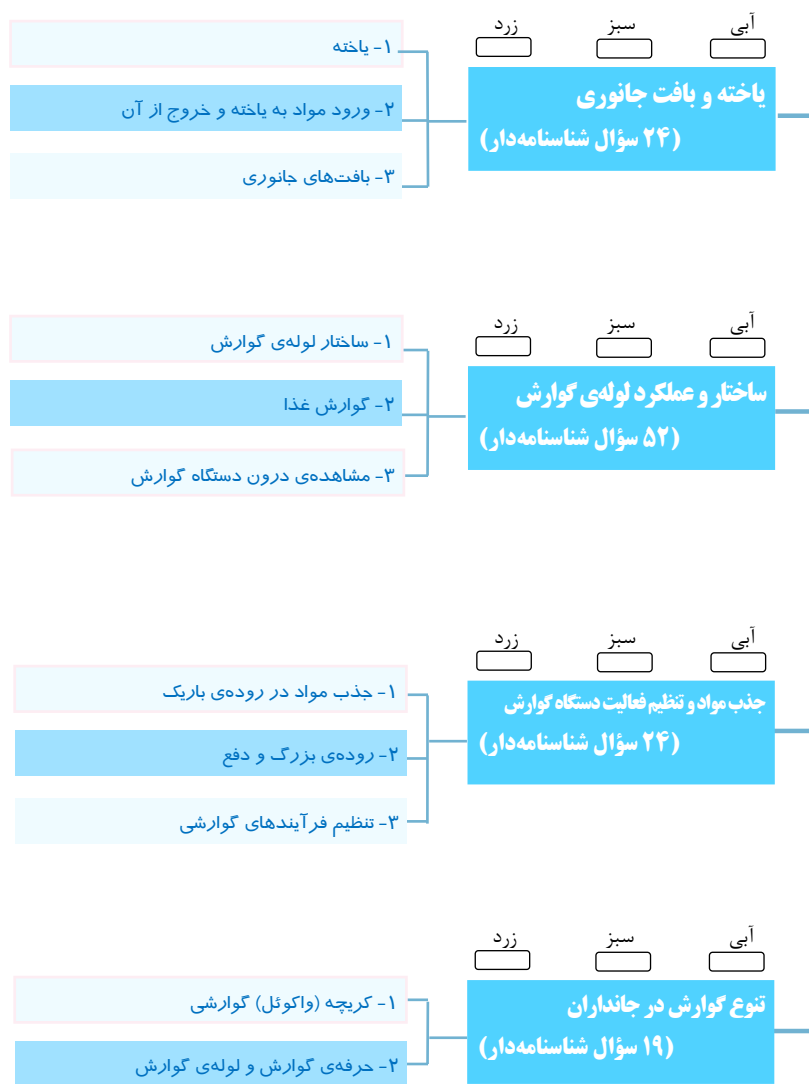 آبی سبز زرد
یاخته و بافت جانوری
(۲۴ سؤال شناسنامه‌دار)
۱- یاخته
۲- ورود مواد به یاخته و خروج از آن
۳- بافت‌های جانوری
آبی سبز زرد
ساختار و عملکرد لوله‌ی گوارش
(۵۲ سؤال شناسنامه‌دار)
۱- ساختار لوله‌ی گوارش
۲- گوارش غذا
۳- مشاهده‌ی درون دستگاه گوارش
آبی سبز زرد
جذب مواد و تنظیم فعالیت دستگاه گوارش
(۲۴ سؤال شناسنامه‌دار)
۱- جذب مواد در روده‌ی باریک
۲- روده‌ی بزرگ و دفع
۳- تنظیم فرآیندهای گوارشی
آبی سبز زرد
تنوع گوارش در جانداران
(۱۹ سؤال شناسنامه‌دار)
۱- کریچه (واکوئل) گوارشی
۲- حرفه‌ی گوارش و لوله‌ی گوارش